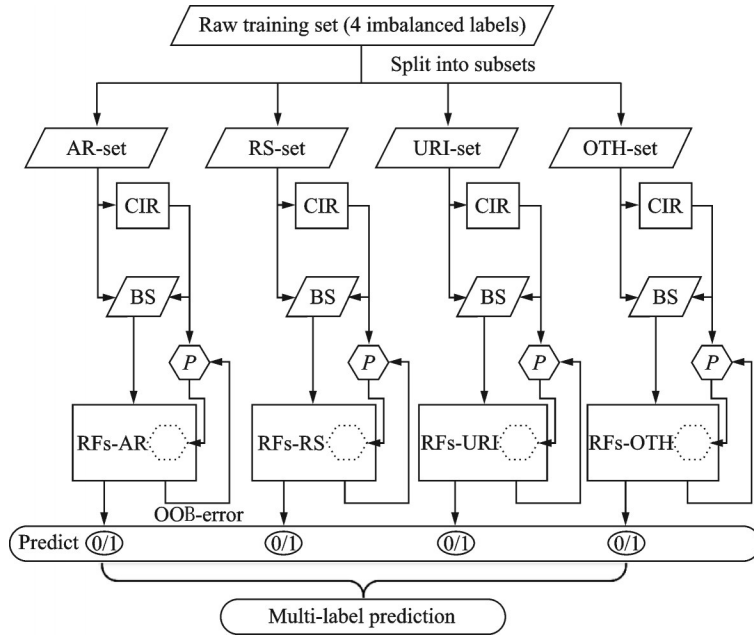 Raw training set (4 imbalanced labels)
Split into subsets
AR-set
RS-set
URI-set
OTH-set
CIR
CIR
CIR
CIR
BS
BS
BS
BS
P
P
P
P
RFs-AR
RFs-RS
RFs-URI
RFs-OTH
OOB-error
Predict 0/1 0/1 0/1 0/1
Multi-label prediction